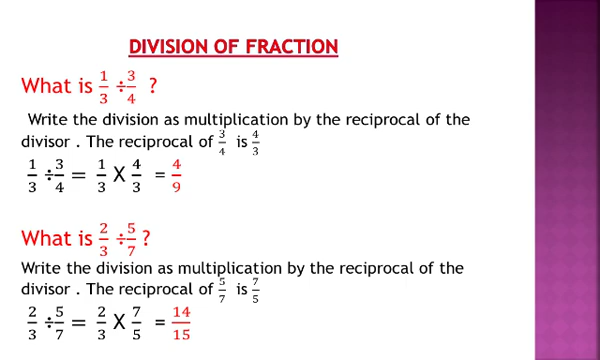 DIVISION OF FRACTION
What is 1/3 ÷ 3/4 ?
Write the division as multiplication by the reciprocal of the
divisor . The reciprocal of 3/4 is 4/3
1/3 ÷ 3/4 = 1/3 X 4/3 = 4/9
What is 2/3 ÷ 5/7 ?
Write the division as multiplication by the reciprocal of the
divisor . The reciprocal of 5/7 is 7/5
2/3 ÷ 5/7 = 2/3 X 7/5 = 14/15